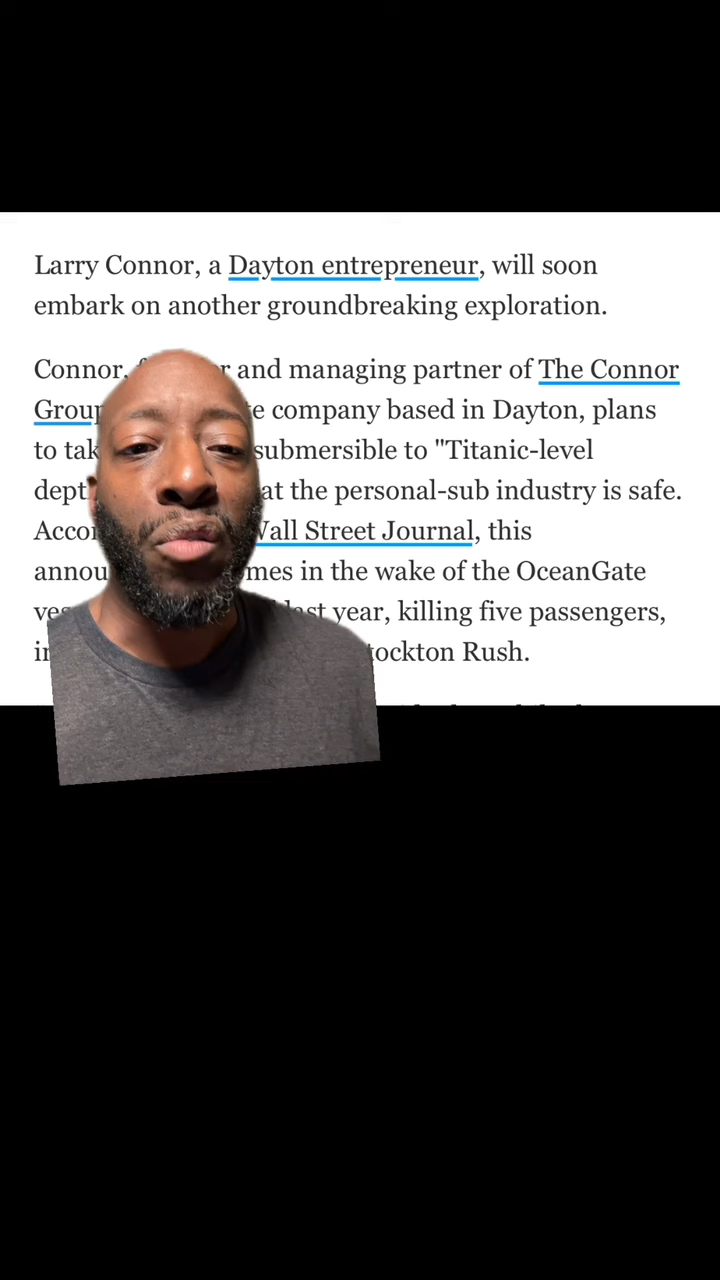 Larry Connor, a Dayton entrepreneur, will soon
embark on another groundbreaking exploration.
Connor, and managing partner of The Connor
Group company based in Dayton, plans
to submersible to "Titanic-level
at the personal-sub industry is safe.
Wall Street Journal, this
in the wake of the OceanGate
last year, killing five passengers,
Rush.